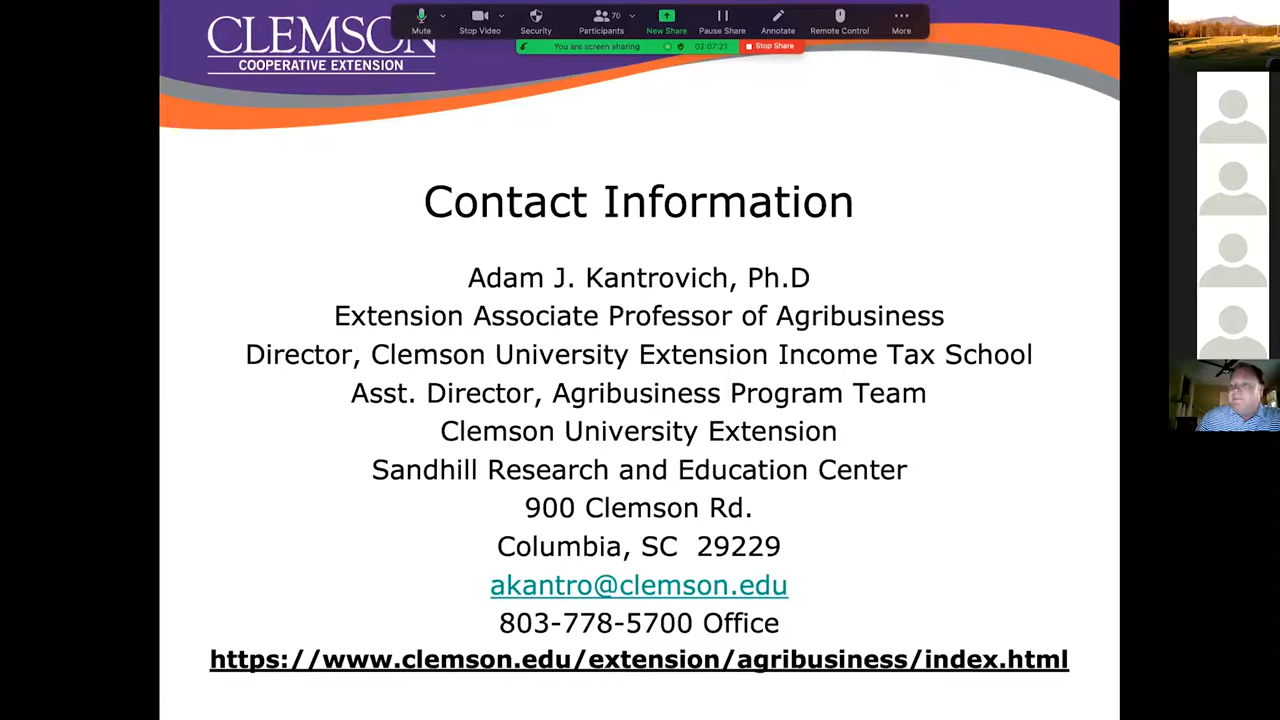 CLEMSON
COOPERATIVE EXTENSION
Mute
Stop Video
Security
70
Participants
New Share
Pause Share
Annotate
Remote Control
More
You are screen sharing
02:07:21
Stop Share
Contact Information
Adam J. Kantrovich, Ph.D
Extension Associate Professor of Agribusiness
Director, Clemson University Extension Income Tax School
Asst. Director, Agribusiness Program Team
Clemson University Extension
Sandhill Research and Education Center
900 Clemson Rd.
Columbia, SC  29229
akantro@clemson.edu
803-778-5700 Office
https://www.clemson.edu/extension/agribusiness/index.html